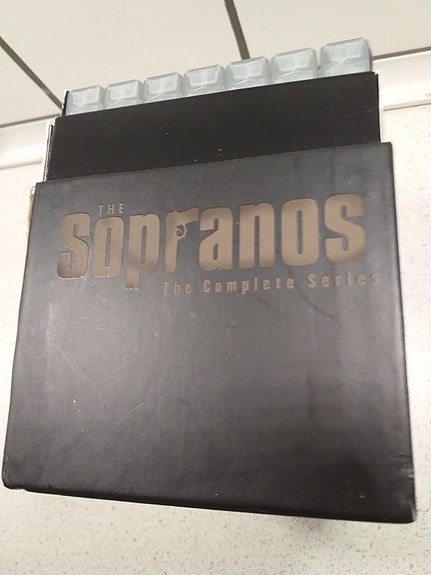 THE
Sopranos
The Complete Series